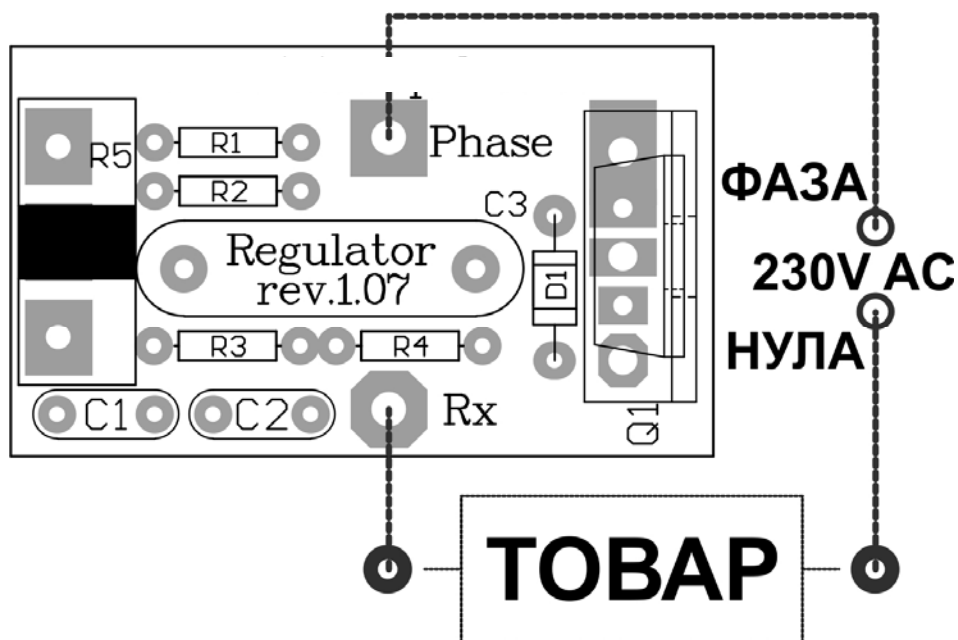 Phase
R5
R1
R2
C3
ФАЗА
Regulator
rev.1.07
D1
230V AC
НУЛА
R3
R4
C1
C2
Rx
Q1
ТОВАР